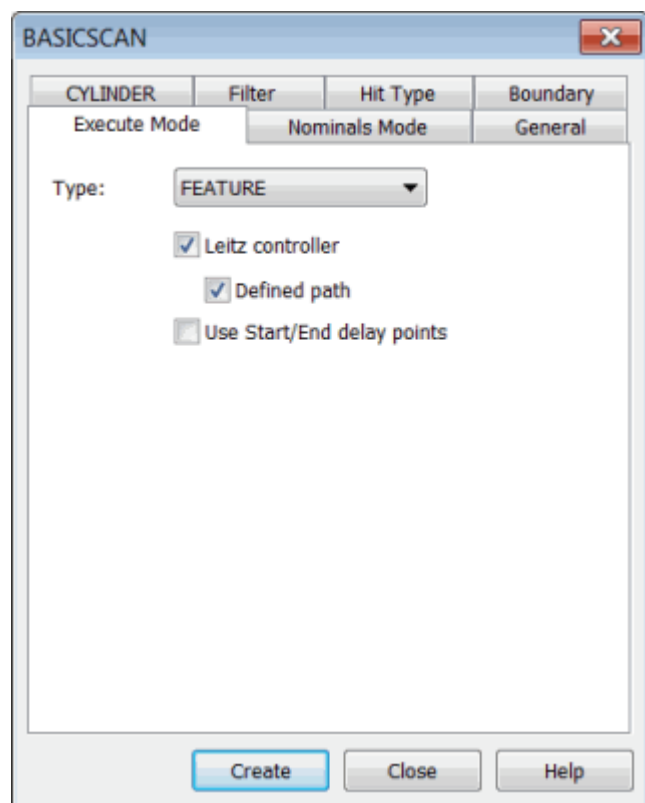 BASICSCAN
CYLINDER Filter Hit Type Boundary
Execute Mode Nominals Mode General
Type: FEATURE
Leitz controller
Defined path
Use Start/End delay points
Create Close Help